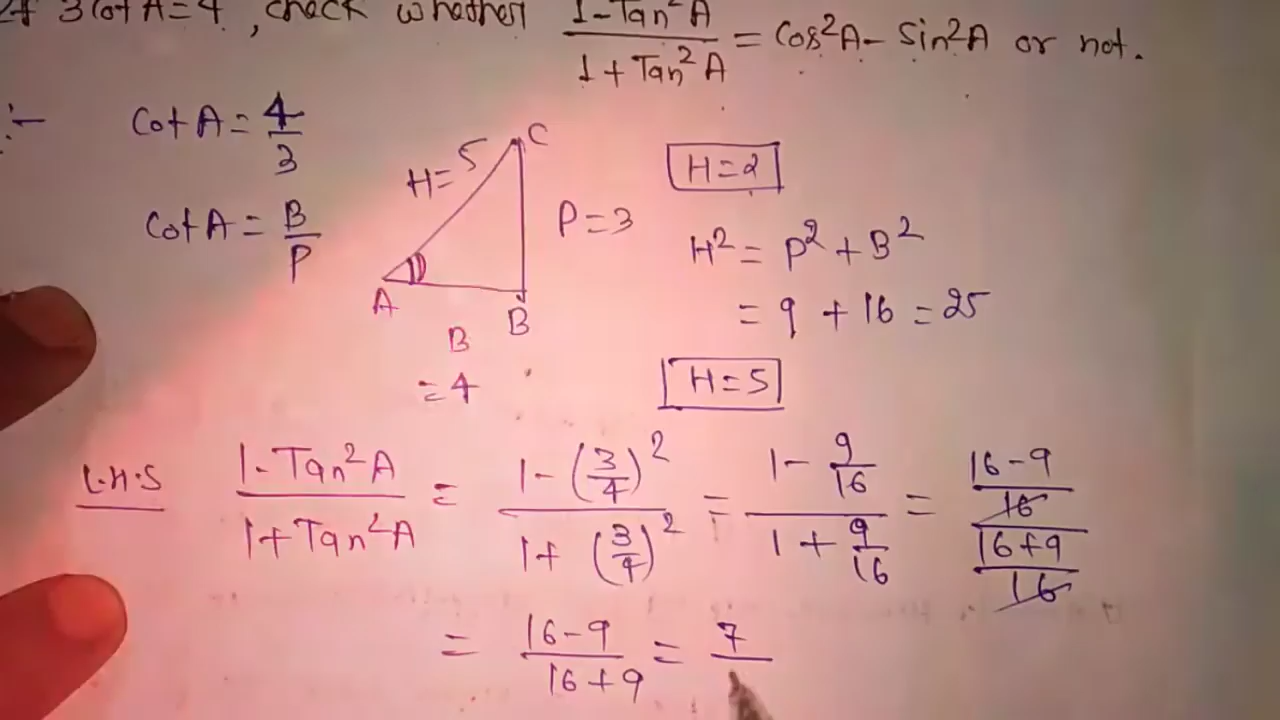 If 3 Cot A = 4, check whether (1 - Tan²A)/(1 + Tan²A) = Cos²A - Sin²A or not.
:- Cot A = 4/3
Cot A = B/P
H = 5
C
P = 3
A
B
B
= 4
H = 2
H² = P² + B²
= 9 + 16 = 25
H = 5
L.H.S (1 - Tan²A)/(1 + Tan²A) = (1 - (3/4)²)/(1 + (3/4)²) = (1 - 9/16)/(1 + 9/16) = ((16 - 9)/16)/((16 + 9)/16)
= (16 - 9)/(16 + 9) = 7/